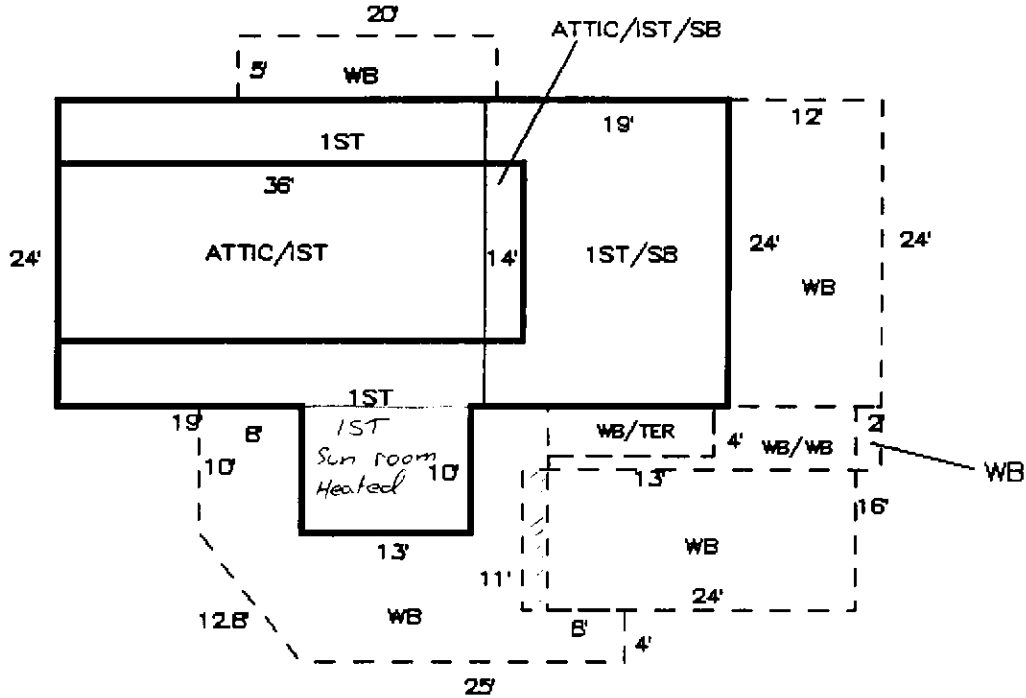 20'
ATTIC/1ST/SB
5'
WB
19'
12'
1ST
36'
24'
ATTIC/1ST
14'
1ST/SB
24'
24'
WB
1ST
19'
8'
1ST
WB/TER
4'
WB/WB
2'
Sun room
10'
10'
Heated
13'
WB
16'
13'
11'
WB
12.8'
WB
24'
8'
4'
25'